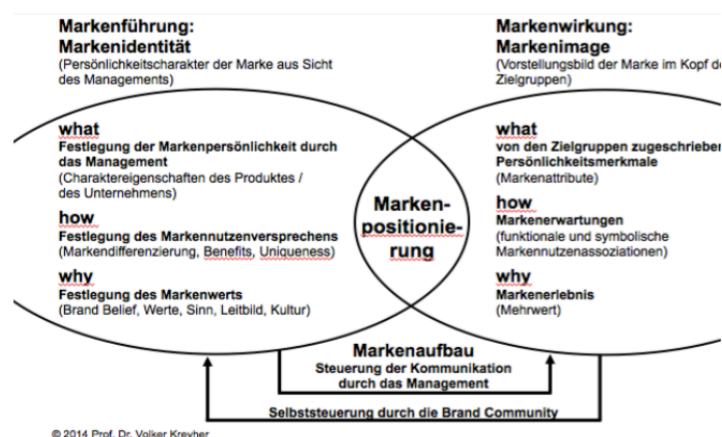 Markenführung:
Markenidentität
(Persönlichkeitscharakter der Marke aus Sicht
des Managements)
what
Festlegung der Markenpersönlichkeit durch
das Management
(Charaktereigenschaften des Produktes /
des Unternehmens)
how
Festlegung des Markennutzenversprechens
(Markendifferenzierung, Benefits, Uniqueness)
why
Festlegung des Markenwerts
(Brand Belief, Werte, Sinn, Leitbild, Kultur)
Marken-
positionie-
rung
Markenwirkung:
Markenimage
(Vorstellungsbild der Marke im Kopf de
Zielgruppen)
what
von den Zielgruppen zugeschrieben
Persönlichkeitsmerkmale
(Markenattribute)
how
Markenerwartungen
(funktionale und symbolische
Markennutzenassoziationen)
why
Markenerlebnis
(Mehrwert)
Markenaufbau
Steuerung der Kommunikation
durch das Management
Selbststeuerung durch die Brand Community
© 2014 Prof. Dr. Volker Kreyher